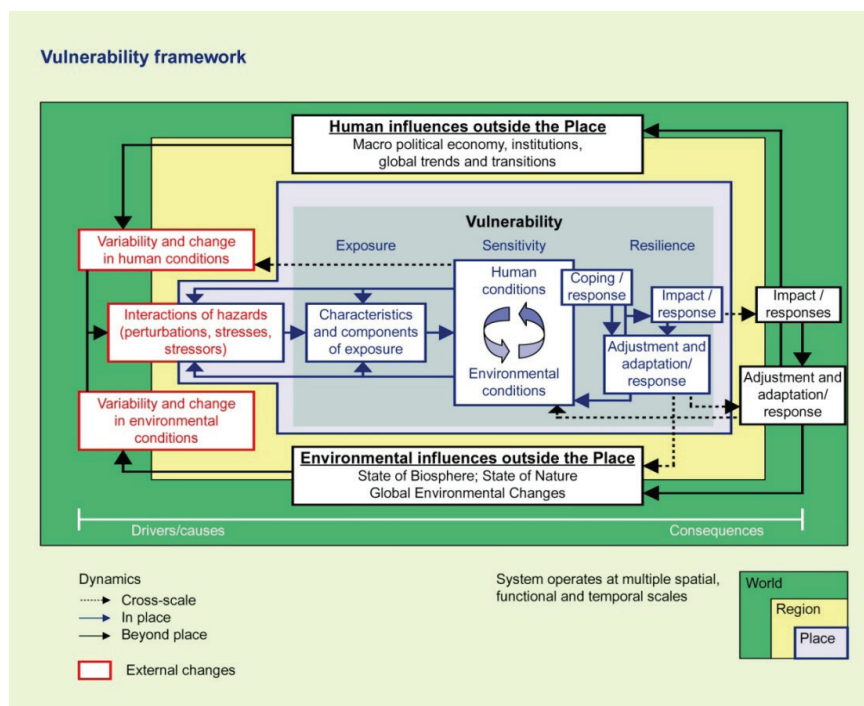 Vulnerability framework
Human influences outside the Place
Macro political economy, institutions,
global trends and transitions
Vulnerability
Exposure
Sensitivity
Resilience
Variability and change
in human conditions
Human
conditions
Coping /
response
Interactions of hazards
(perturbations, stresses,
stressors)
Characteristics
and components
of exposure
Impact /
response
Impact /
responses
Environmental
conditions
Adjustment and
adaptation/
response
Adjustment and
adaptation/
response
Variability and change
in environmental
conditions
Environmental influences outside the Place
State of Biosphere; State of Nature
Global Environmental Changes
Drivers/causes
Consequences
Dynamics
Cross-scale
In place
Beyond place
External changes
System operates at multiple spatial,
functional and temporal scales
World
Region
Place